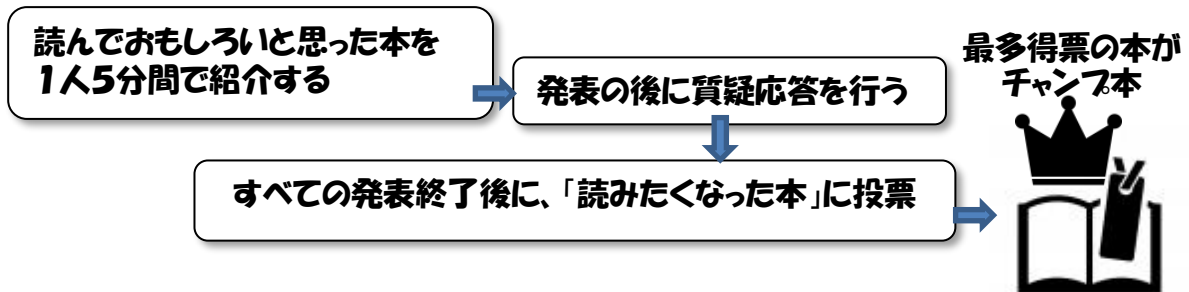 読んでおもしろいと思った本を
1人5分間で紹介する
発表の後に質疑応答を行う
すべての発表終了後に、「読みたくなった本」に投票
最多得票の本が
チャンプ本